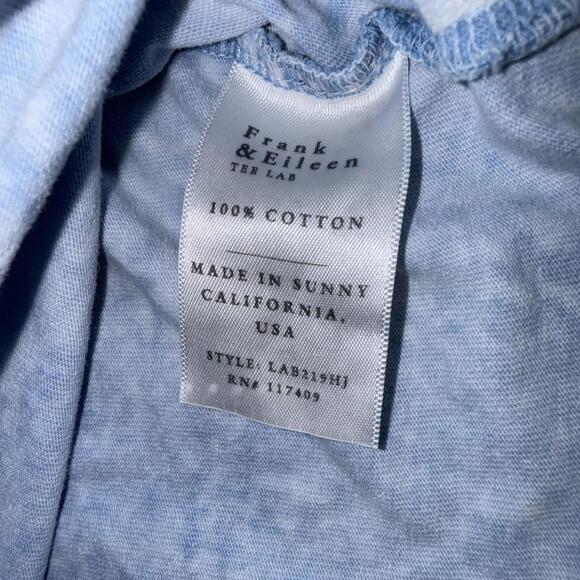 Frank
& Eileen
TEE LAB
100% COTTON
MADE IN SUNNY
CALIFORNIA,
USA
STYLE: LAB219HJ
RN# 117409